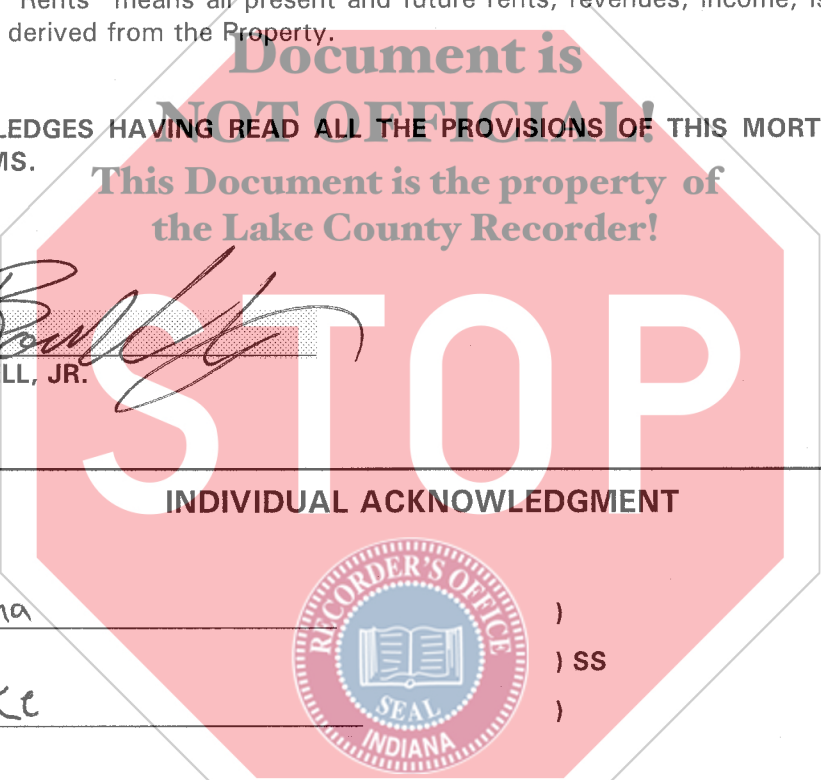 Rents" means all present and future rents, revenues, income,
derived from the Property.
Document is
NOT OFFICIAL!
LEDGES HAVING READ ALL THE PROVISIONS OF THIS MORT
MS.
This Document is the property of
the Lake County Recorder!
STOP
LL, JR.
INDIVIDUAL ACKNOWLEDGMENT
RECORDER'S OFFICE
na )
) SS
ke )
SEAL
INDIANA